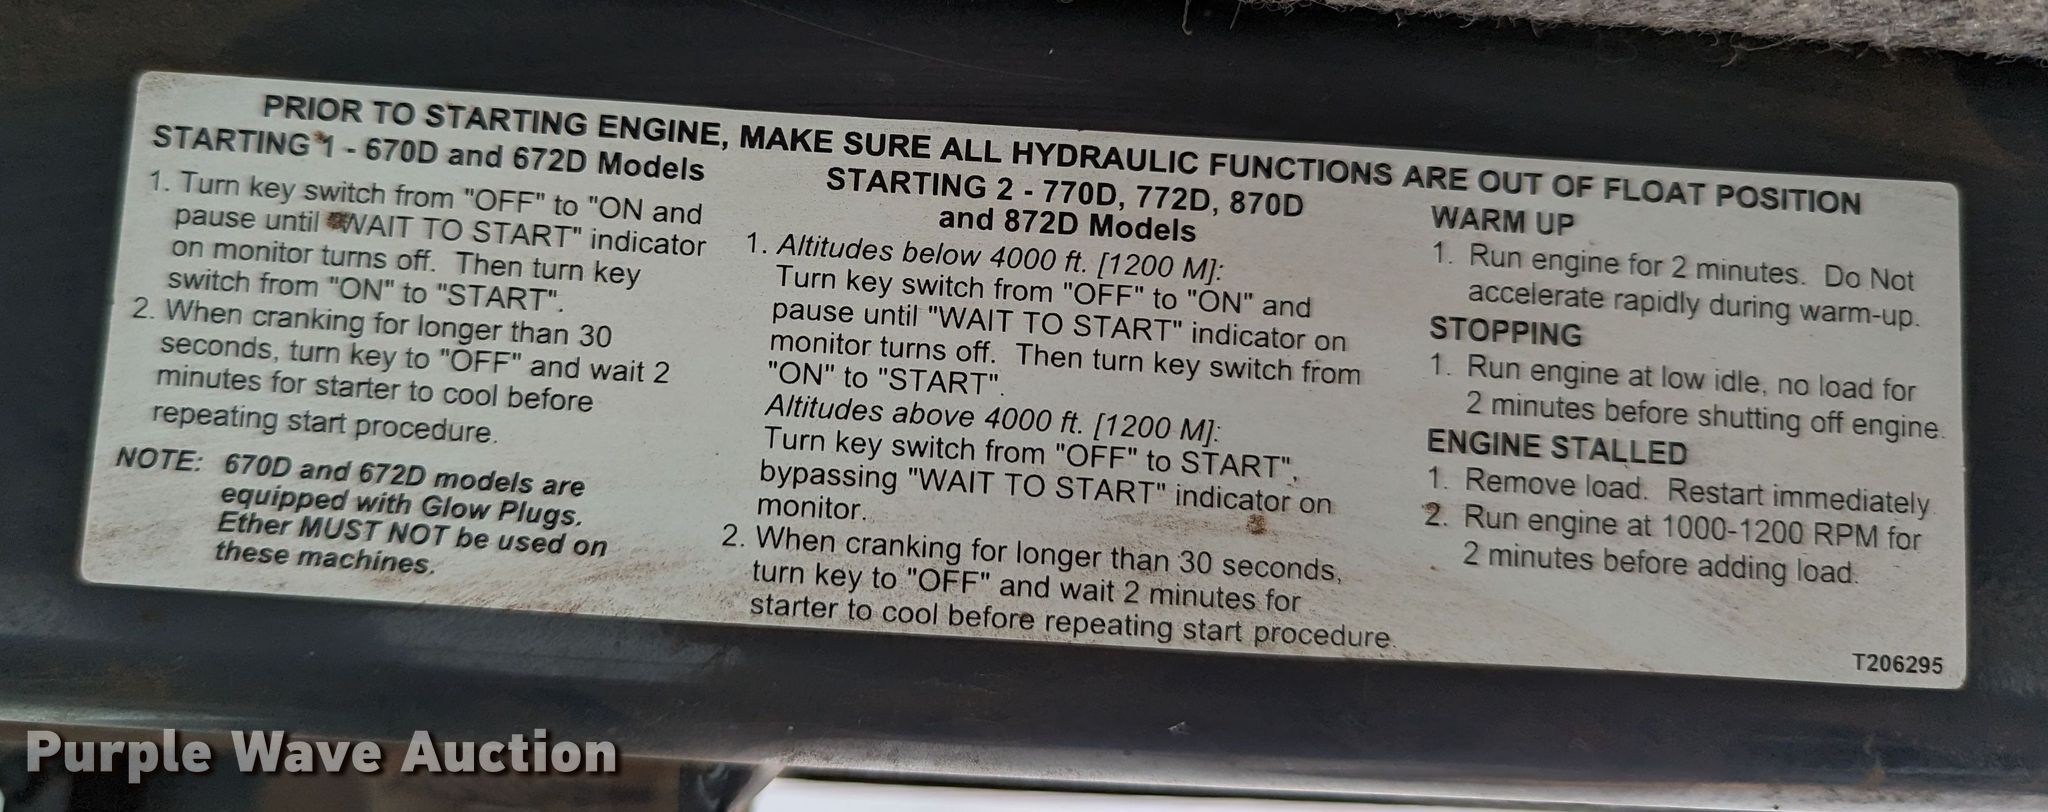 PRIOR TO STARTING ENGINE, MAKE SURE ALL HYDRAULIC FUNCTIONS ARE OUT OF FLOAT POSITION
STARTING 1 - 670D and 672D Models
1. Turn key switch from "OFF" to "ON and
pause until "WAIT TO START" indicator
on monitor turns off. Then turn key
switch from "ON" to "START".
2. When cranking for longer than 30
seconds, turn key to "OFF" and wait 2
minutes for starter to cool before
repeating start procedure.
NOTE: 670D and 672D models are
equipped with Glow Plugs.
Ether MUST NOT be used on
these machines.
STARTING 2 - 770D, 772D, 870D
and 872D Models
1. Altitudes below 4000 ft. [1200 M]:
Turn key switch from "OFF" to "ON" and
pause until "WAIT TO START" indicator on
monitor turns off. Then turn key switch from
"ON" to "START".
Altitudes above 4000 ft. [1200 M]:
Turn key switch from "OFF" to START",
bypassing "WAIT TO START" indicator on
monitor.
2. When cranking for longer than 30 seconds,
turn key to "OFF" and wait 2 minutes for
starter to cool before repeating start procedure.
WARM UP
1. Run engine for 2 minutes. Do Not
accelerate rapidly during warm-up.
STOPPING
1. Run engine at low idle, no load for
2 minutes before shutting off engine.
ENGINE STALLED
1. Remove load. Restart immediately
2. Run engine at 1000-1200 RPM for
2 minutes before adding load.
T206295
Purple Wave Auction